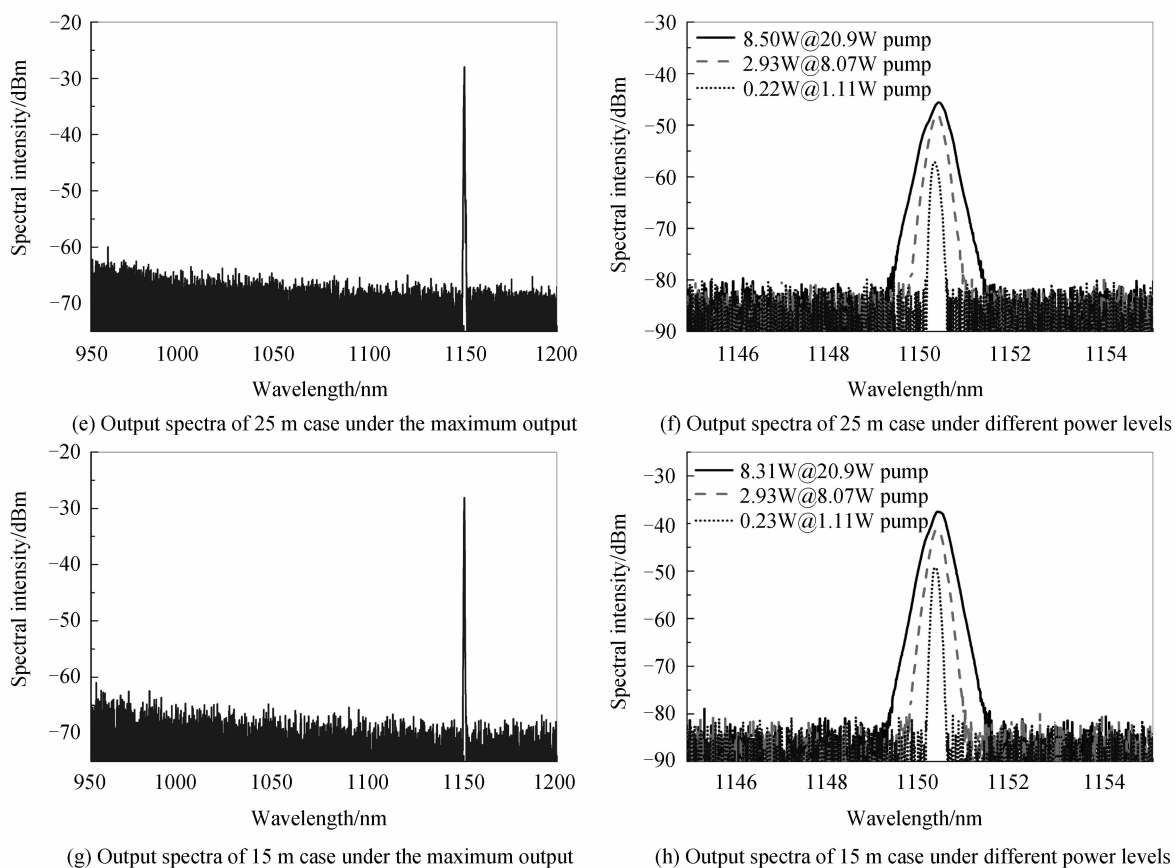 −20
−30
−40
−50
−60
−70
Spectral intensity/dBm
950 1000 1050 1100 1150 1200
Wavelength/nm
(e) Output spectra of 25 m case under the maximum output
−30
−40
−50
−60
−70
−80
−90
Spectral intensity/dBm
8.50W@20.9W pump
2.93W@8.07W pump
0.22W@1.11W pump
1146 1148 1150 1152 1154
Wavelength/nm
(f) Output spectra of 25 m case under different power levels
−20
−30
−40
−50
−60
−70
Spectral intensity/dBm
950 1000 1050 1100 1150 1200
Wavelength/nm
(g) Output spectra of 15 m case under the maximum output
−30
−40
−50
−60
−70
−80
−90
Spectral intensity/dBm
8.31W@20.9W pump
2.93W@8.07W pump
0.23W@1.11W pump
1146 1148 1150 1152 1154
Wavelength/nm
(h) Output spectra of 15 m case under different power levels